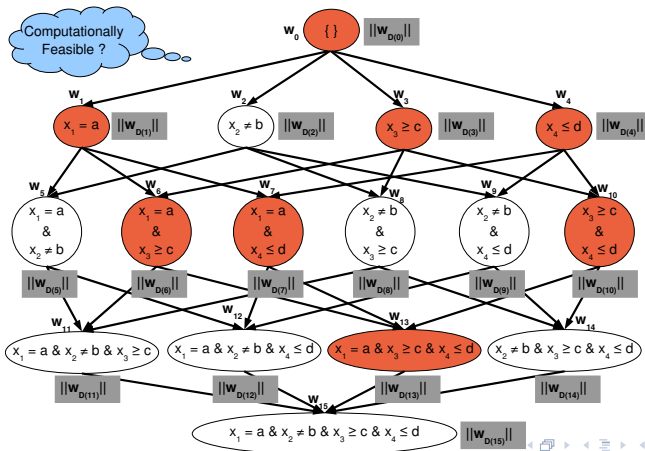 Computationally
Feasible ?
w0 { } ||wD(0)||
w1 w2 w3 w4
x1 = a ||wD(1)|| x2 ≠ b ||wD(2)|| x3 ≥ c ||wD(3)|| x4 ≤ d ||wD(4)||
w5 w6 w7 w8 w9 w10
x1 = a x1 = a x1 = a x2 ≠ b x2 ≠ b x3 ≥ c
& & & & & &
x2 ≠ b x3 ≥ c x4 ≤ d x3 ≥ c x4 ≤ d x4 ≤ d
||wD(5)|| ||wD(6)|| ||wD(7)|| ||wD(8)|| ||wD(9)|| ||wD(10)||
w11 w12 w13 w14
x1 = a & x2 ≠ b & x3 ≥ c x1 = a & x2 ≠ b & x4 ≤ d x1 = a & x3 ≥ c & x4 ≤ d x2 ≠ b & x3 ≥ c & x4 ≤ d
||wD(11)|| ||wD(12)|| ||wD(13)|| ||wD(14)||
w15
x1 = a & x2 ≠ b & x3 ≥ c & x4 ≤ d ||wD(15)||